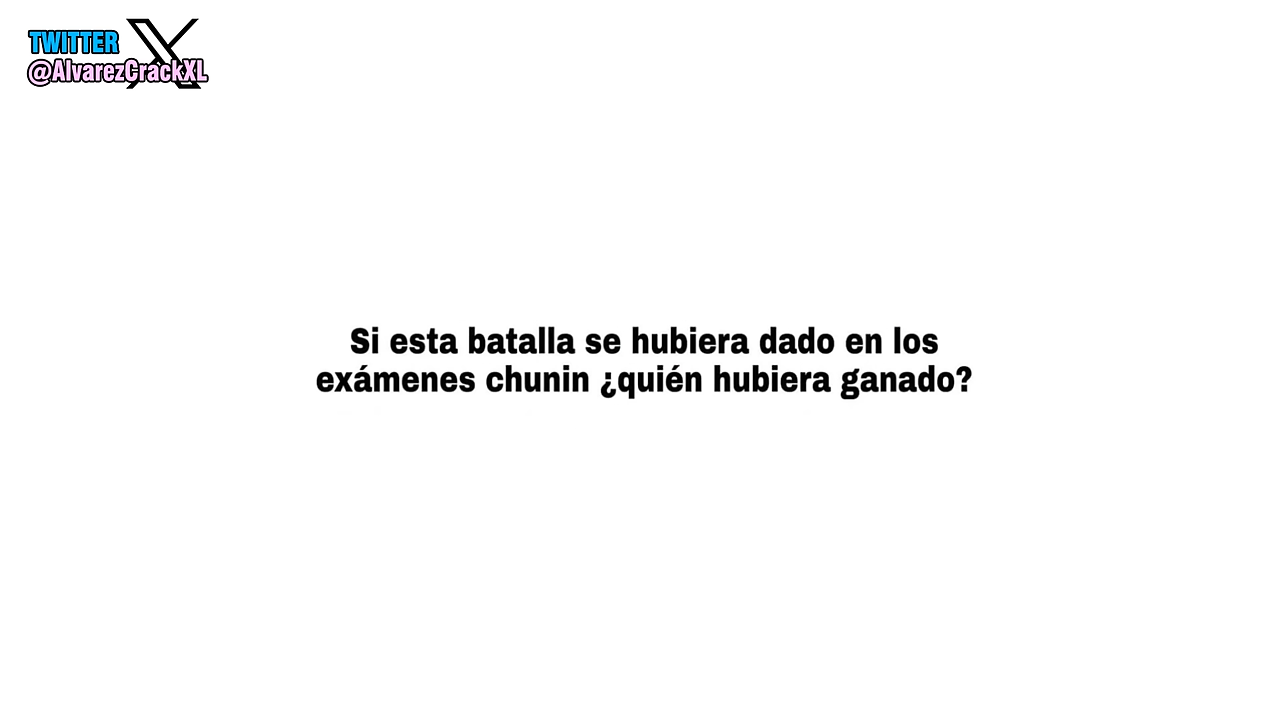 TWITTER
@AlvarezCrackXL
Si esta batalla se hubiera dado en los
exámenes chunin ¿quién hubiera ganado?